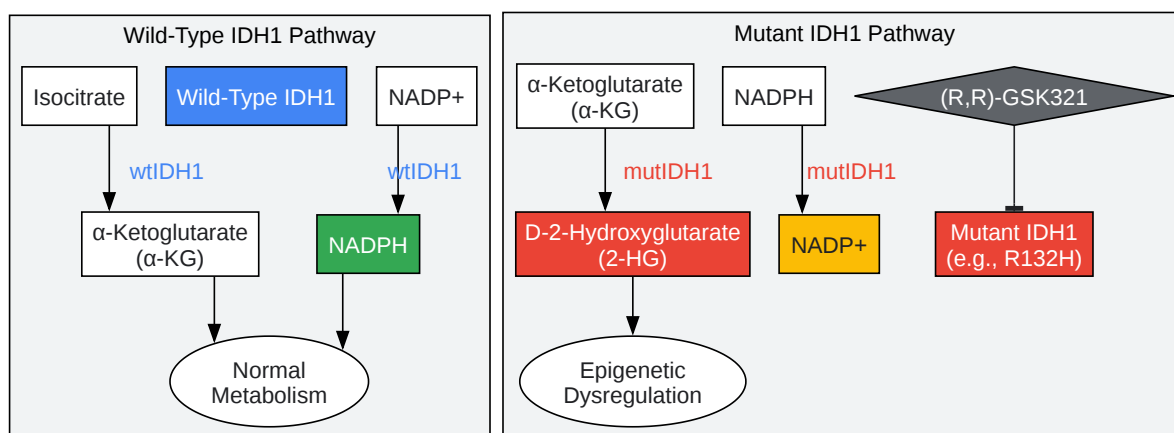 Wild-Type IDH1 Pathway
Isocitrate
Wild-Type IDH1
NADP+
wtIDH1
wtIDH1
α-Ketoglutarate
(α-KG)
NADPH
Normal
Metabolism
Mutant IDH1 Pathway
α-Ketoglutarate
(α-KG)
NADPH
(R,R)-GSK321
mutIDH1
mutIDH1
D-2-Hydroxyglutarate
(2-HG)
NADP+
Mutant IDH1
(e.g., R132H)
Epigenetic
Dysregulation